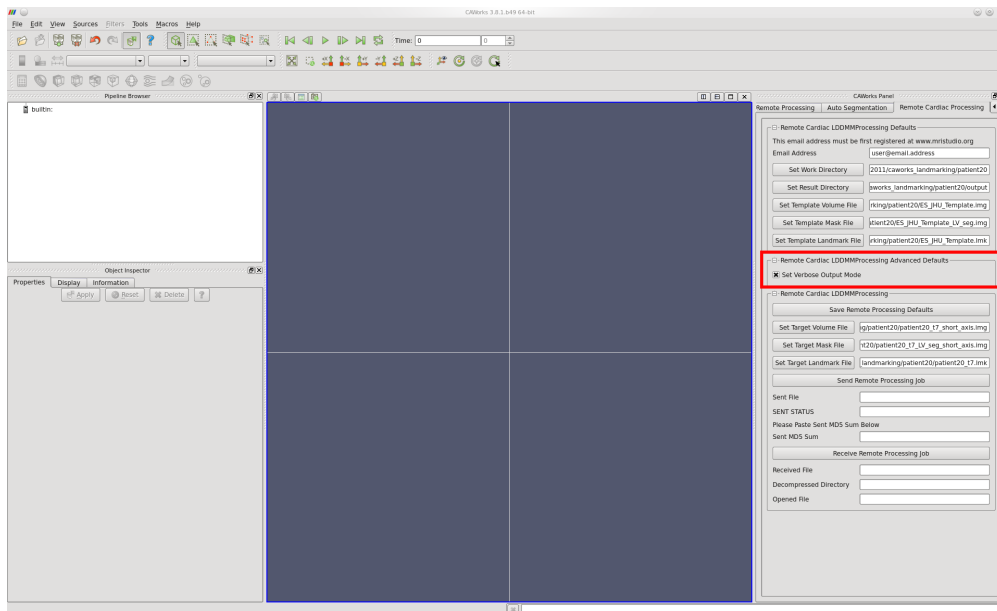 CAWorks 3.8.1.b49 64-bit
File Edit View Sources Filters Tools Macros Help
Time: 0 0
Pipeline Browser
builtin:
Object Inspector
Properties Display Information
Apply Reset Delete ?
CAWorks Panel
Remote Processing Auto Segmentation Remote Cardiac Processing
Remote Cardiac LDDMMProcessing Defaults
This email address must be first registered at www.mristudio.org
Email Address user@email.address
Set Work Directory 2011/caworks_landmarking/patient20
Set Result Directory aworks_landmarking/patient20/output
Set Template Volume File rking/patient20/ES_JHU_Template.img
Set Template Mask File atient20/ES_JHU_Template_LV_seg.img
Set Template Landmark File rking/patient20/ES_JHU_Template.lmk
Remote Cardiac LDDMMProcessing Advanced Defaults
Set Verbose Output Mode
Remote Cardiac LDDMMProcessing
Save Remote Processing Defaults
Set Target Volume File g/patient20/patient20_t7_short_axis.img
Set Target Mask File nt20/patient20_t7_LV_seg_short_axis.img
Set Target Landmark File landmarking/patient20/patient20_t7.lmk
Send Remote Processing Job
Sent File
SENT STATUS
Please Paste Sent MD5 Sum Below
Sent MD5 Sum
Receive Remote Processing Job
Received File
Decompressed Directory
Opened File